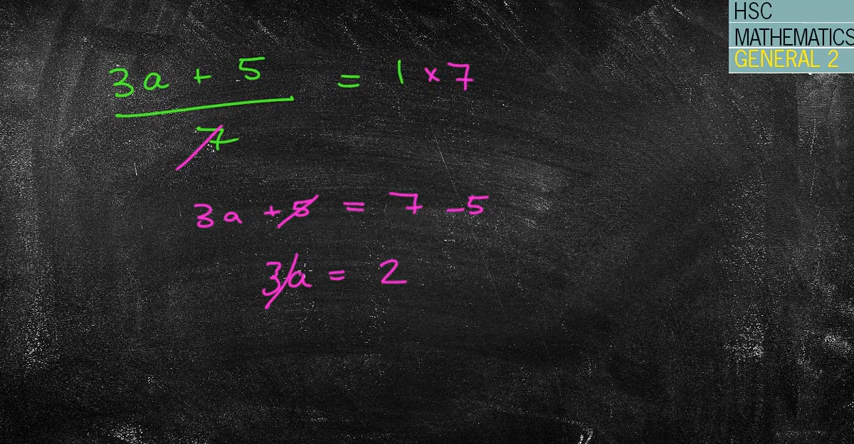 HSC
MATHEMATICS
GENERAL 2
3a + 5 = 1 × 7
7
3a + 5 = 7 - 5
3a = 2